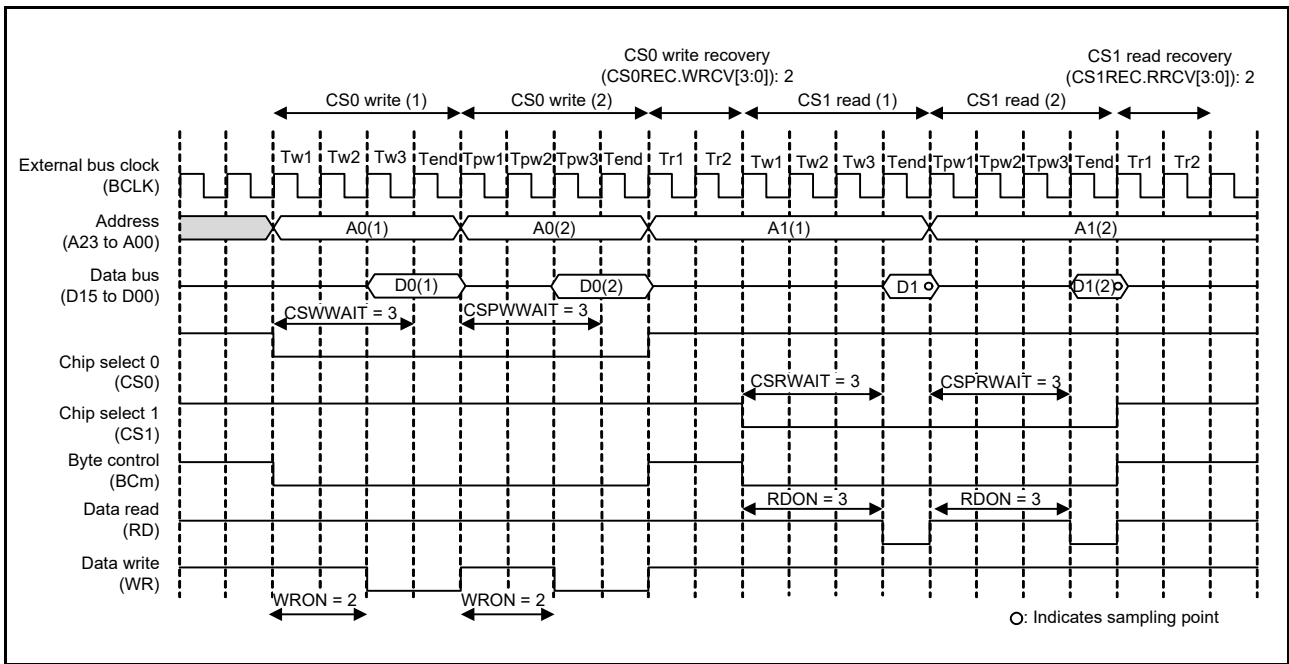 CS0 write recovery
(CS0REC.WRCV[3:0]): 2
CS1 read recovery
(CS1REC.RRCV[3:0]): 2
CS0 write (1)
CS0 write (2)
CS1 read (1)
CS1 read (2)
Tw1 Tw2 Tw3 Tend Tpw1 Tpw2 Tpw3 Tend Tr1 Tr2 Tw1 Tw2 Tw3 Tend Tpw1 Tpw2 Tpw3 Tend Tr1 Tr2
External bus clock
(BCLK)
Address
(A23 to A00)
A0(1) A0(2) A1(1) A1(2)
Data bus
(D15 to D00)
D0(1) D0(2) D1 D1(2)
CSWWAIT = 3 CSPWWAIT = 3
Chip select 0
(CS0)
CSRWAIT = 3 CSPRWAIT = 3
Chip select 1
(CS1)
Byte control
(BCm)
RDON = 3 RDON = 3
Data read
(RD)
Data write
(WR)
WRON = 2 WRON = 2
O: Indicates sampling point